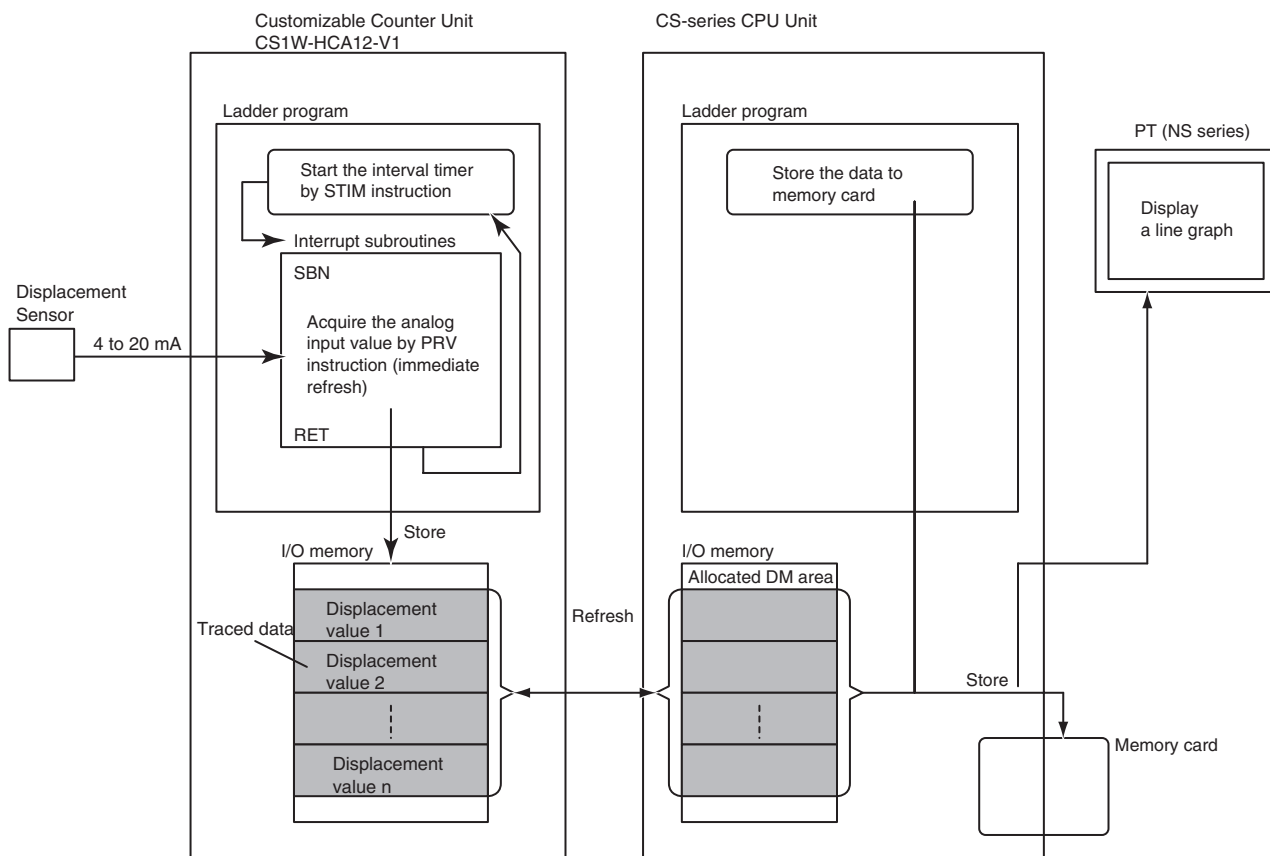 Customizable Counter Unit
CS1W-HCA12-V1
CS-series CPU Unit
Ladder program
Start the interval timer
by STIM instruction
Interrupt subroutines
SBN
Acquire the analog
input value by PRV
instruction (immediate
refresh)
RET
Displacement
Sensor
4 to 20 mA
Store
I/O memory
Traced data
Displacement
value 1
Displacement
value 2
Displacement
value n
Refresh
Ladder program
Store the data to
memory card
I/O memory
Allocated DM area
Store
PT (NS series)
Display
a line graph
Memory card